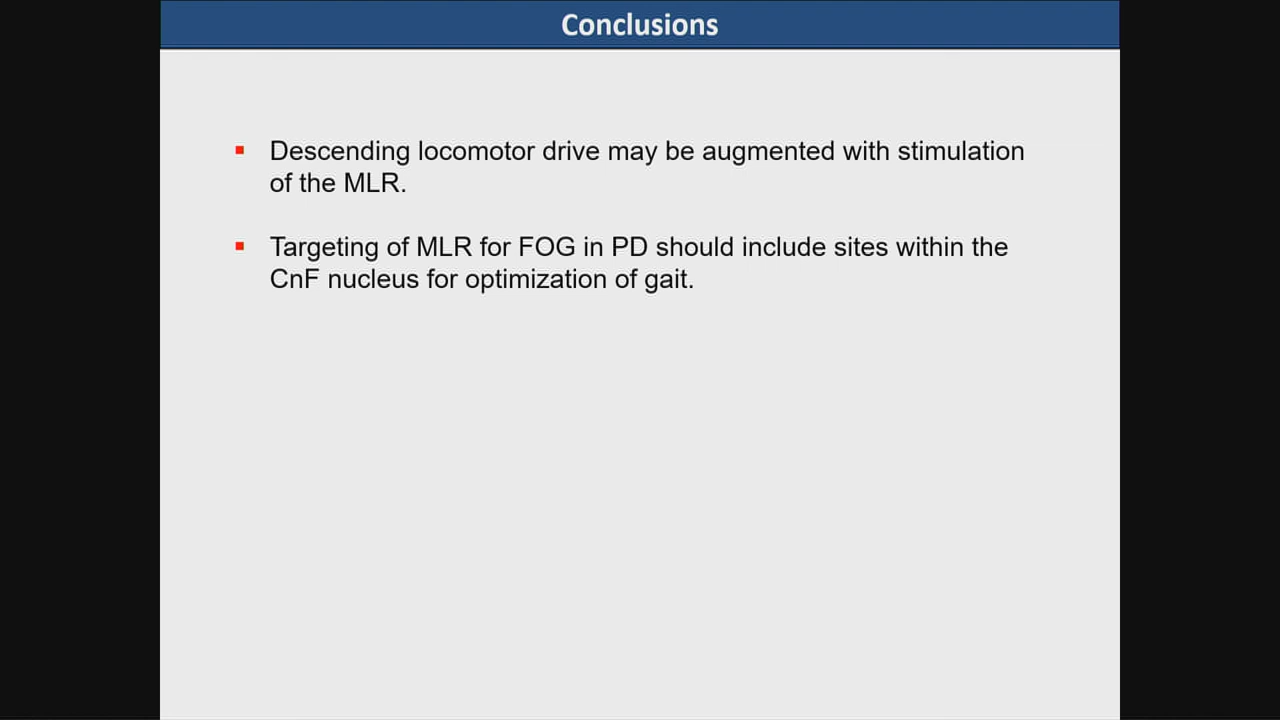 Conclusions
Descending locomotor drive may be augmented with stimulation
of the MLR.
Targeting of MLR for FOG in PD should include sites within the
CnF nucleus for optimization of gait.